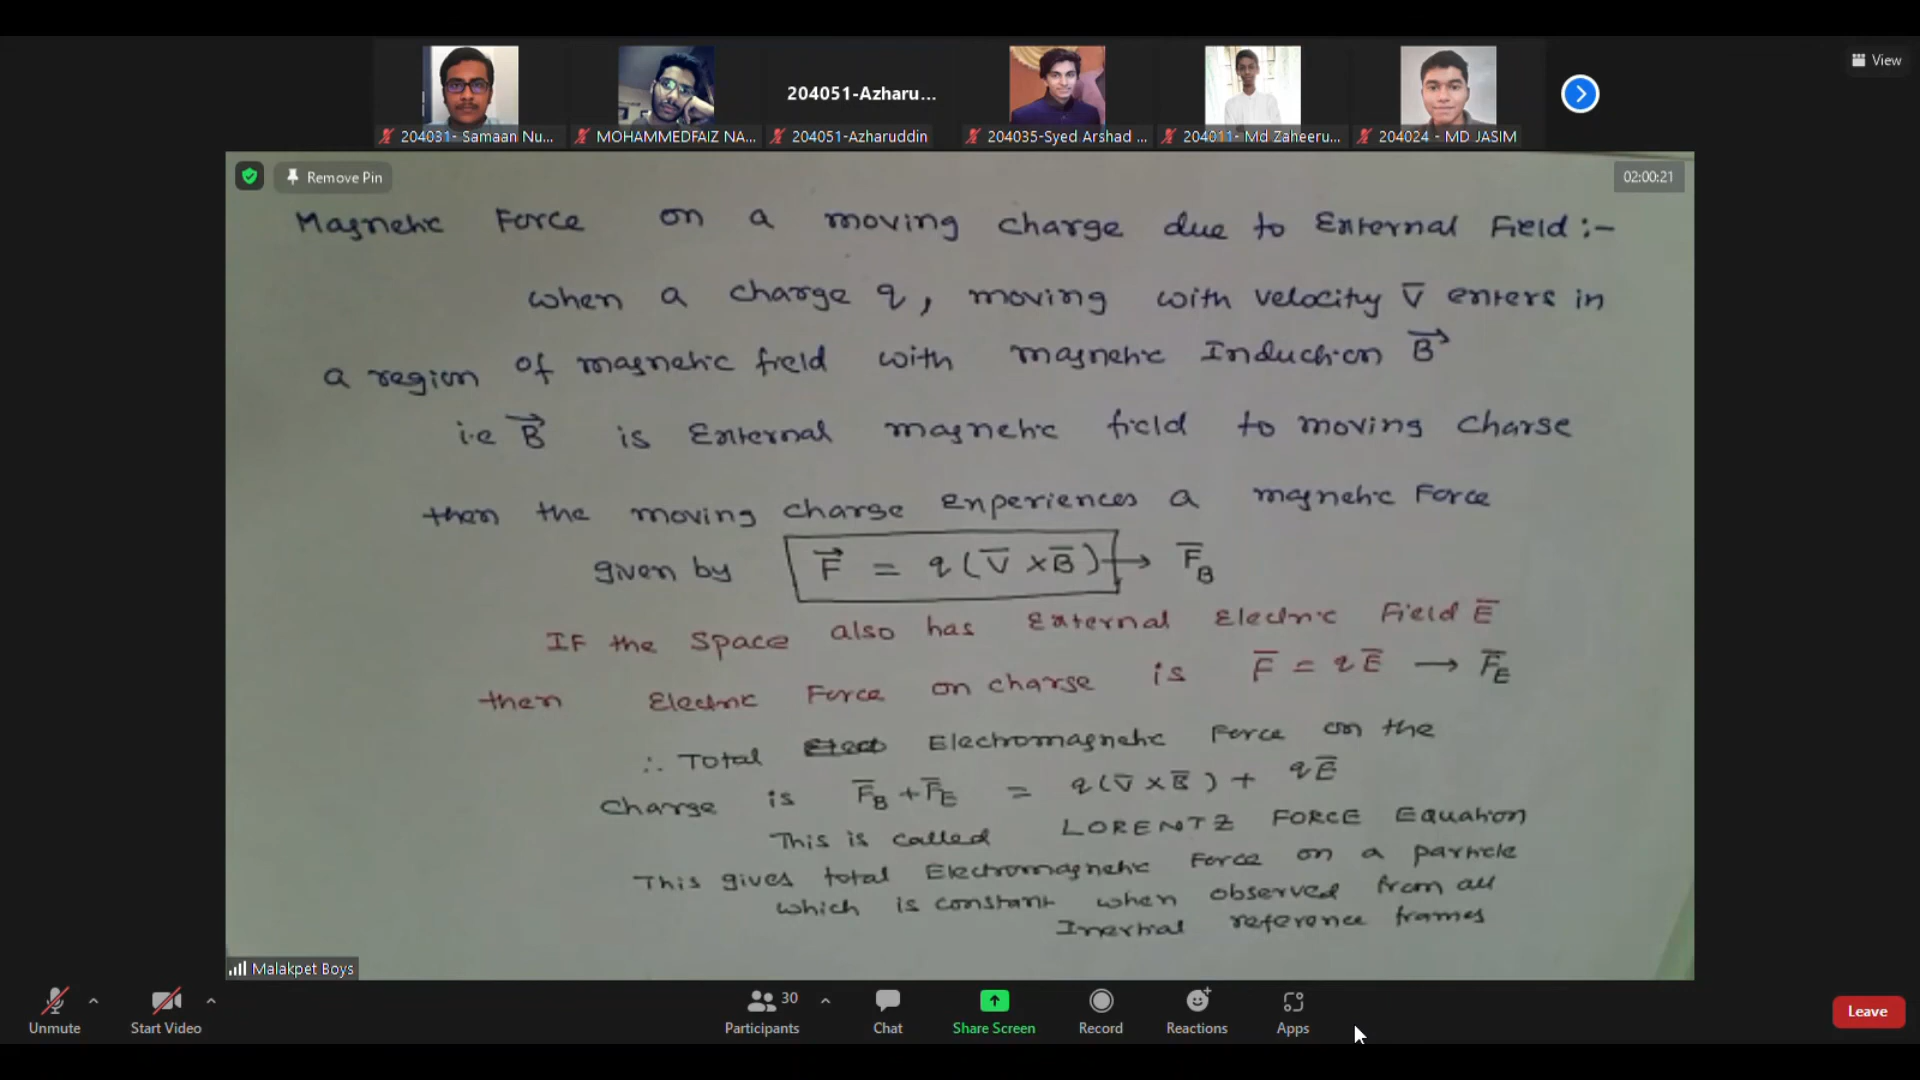 204051-Azharu...
View
204031- Samaan Nu...
MOHAMMEDFAIZ NA...
204051-Azharuddin
204035-Syed Arshad ...
204011- Md Zaheeru...
204024 - MD JASIM
Remove Pin
02:00:21
Magnetic Force on a moving charge due to External Field :-
when a charge q, moving with velocity v̅ enters in
a region of magnetic field with magnetic Induction B⃗
i.e B⃗ is External magnetic field to moving charge
then the moving charge experiences a magnetic Force
given by F⃗ = q(v̅ × B̅) → F̅_B
IF the Space also has External Electric Field E̅
then Electric Force on charge is F̅ = qE̅ → F̅_E
∴ Total Electromagnetic Force on the
charge is F̅_B + F̅_E = q(v̅ × B̅) + qE̅
This is called LORENTZ FORCE Equation
This gives total Electromagnetic Force on a particle
which is constant when observed from all
Inertial reference frames
Malakpet Boys
Unmute
Start Video
30
Participants
Chat
Share Screen
Record
Reactions
Apps
Leave